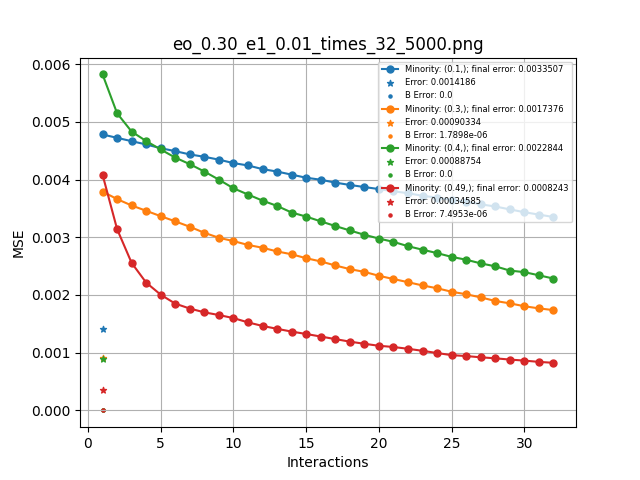 eo_0.30_e1_0.01_times_32_5000.png
0.006
0.005
0.004
0.003
0.002
0.001
0.000
MSE
Minority: (0.1,); final error: 0.0033507
Error: 0.0014186
B Error: 0.0
Minority: (0.3,); final error: 0.0017376
Error: 0.00090334
B Error: 1.7898e-06
Minority: (0.4,); final error: 0.0022844
Error: 0.00088754
B Error: 0.0
Minority: (0.49,); final error: 0.0008243
Error: 0.00034585
B Error: 7.4953e-06
0 5 10 15 20 25 30
Interactions